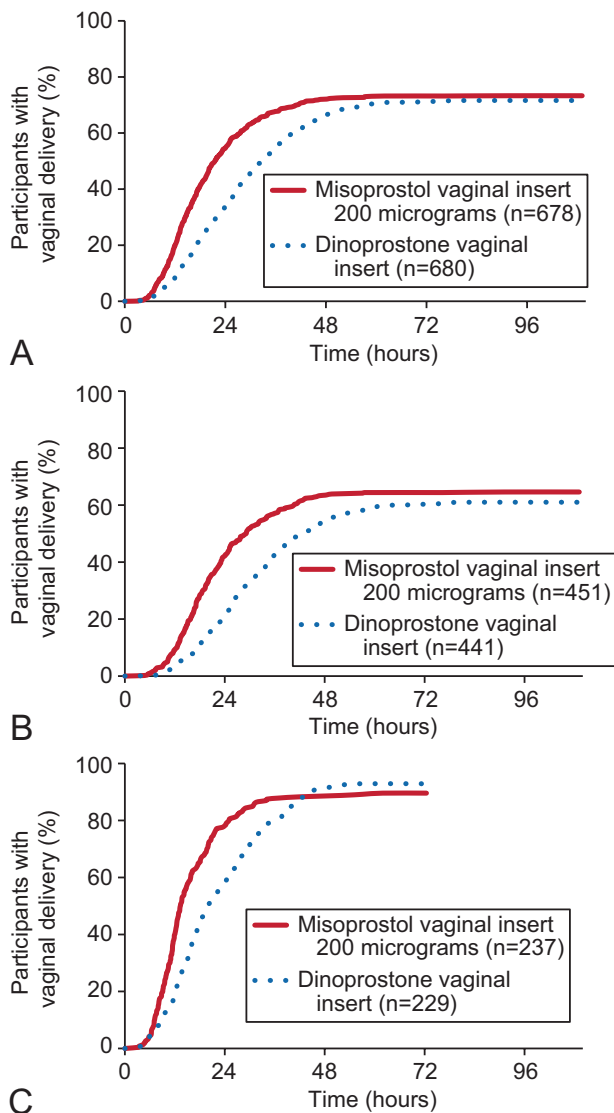 Participants with
vaginal delivery (%)
100
80
60
40
20
0
Misoprostol vaginal insert
200 micrograms (n=678)
Dinoprostone vaginal
insert (n=680)
0 24 48 72 96
Time (hours)
A
Participants with
vaginal delivery (%)
100
80
60
40
20
0
Misoprostol vaginal insert
200 micrograms (n=451)
Dinoprostone vaginal
insert (n=441)
0 24 48 72 96
Time (hours)
B
Participants with
vaginal delivery (%)
100
80
60
40
20
0
Misoprostol vaginal insert
200 micrograms (n=237)
Dinoprostone vaginal
insert (n=229)
0 24 48 72 96
Time (hours)
C